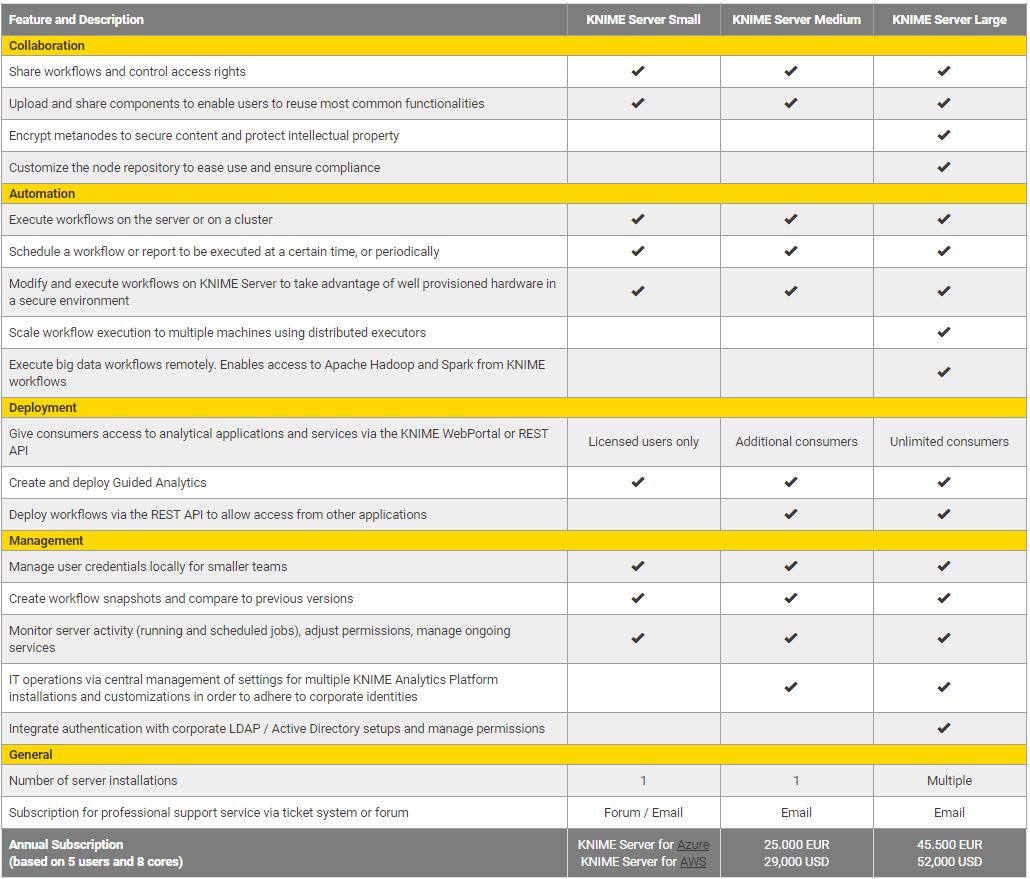 Feature and Description KNIME Server Small KNIME Server Medium KNIME Server Large
Collaboration
Share workflows and control access rights ✔ ✔ ✔
Upload and share components to enable users to reuse most common functionalities ✔ ✔ ✔
Encrypt metanodes to secure content and protect intellectual property ✔
Customize the node repository to ease use and ensure compliance ✔
Automation
Execute workflows on the server or on a cluster ✔ ✔ ✔
Schedule a workflow or report to be executed at a certain time, or periodically ✔ ✔ ✔
Modify and execute workflows on KNIME Server to take advantage of well provisioned hardware in
a secure environment ✔ ✔ ✔
Scale workflow execution to multiple machines using distributed executors ✔
Execute big data workflows remotely. Enables access to Apache Hadoop and Spark from KNIME
workflows ✔
Deployment
Give consumers access to analytical applications and services via the KNIME WebPortal or REST
API Licensed users only Additional consumers Unlimited consumers
Create and deploy Guided Analytics ✔ ✔ ✔
Deploy workflows via the REST API to allow access from other applications ✔ ✔
Management
Manage user credentials locally for smaller teams ✔ ✔ ✔
Create workflow snapshots and compare to previous versions ✔ ✔ ✔
Monitor server activity (running and scheduled jobs), adjust permissions, manage ongoing
services ✔ ✔ ✔
IT operations via central management of settings for multiple KNIME Analytics Platform
installations and customizations in order to adhere to corporate identities ✔ ✔
Integrate authentication with corporate LDAP / Active Directory setups and manage permissions ✔
General
Number of server installations 1 1 Multiple
Subscription for professional support service via ticket system or forum Forum / Email Email Email
Annual Subscription KNIME Server for Azure 25.000 EUR 45.500 EUR
(based on 5 users and 8 cores) KNIME Server for AWS 29,000 USD 52,000 USD